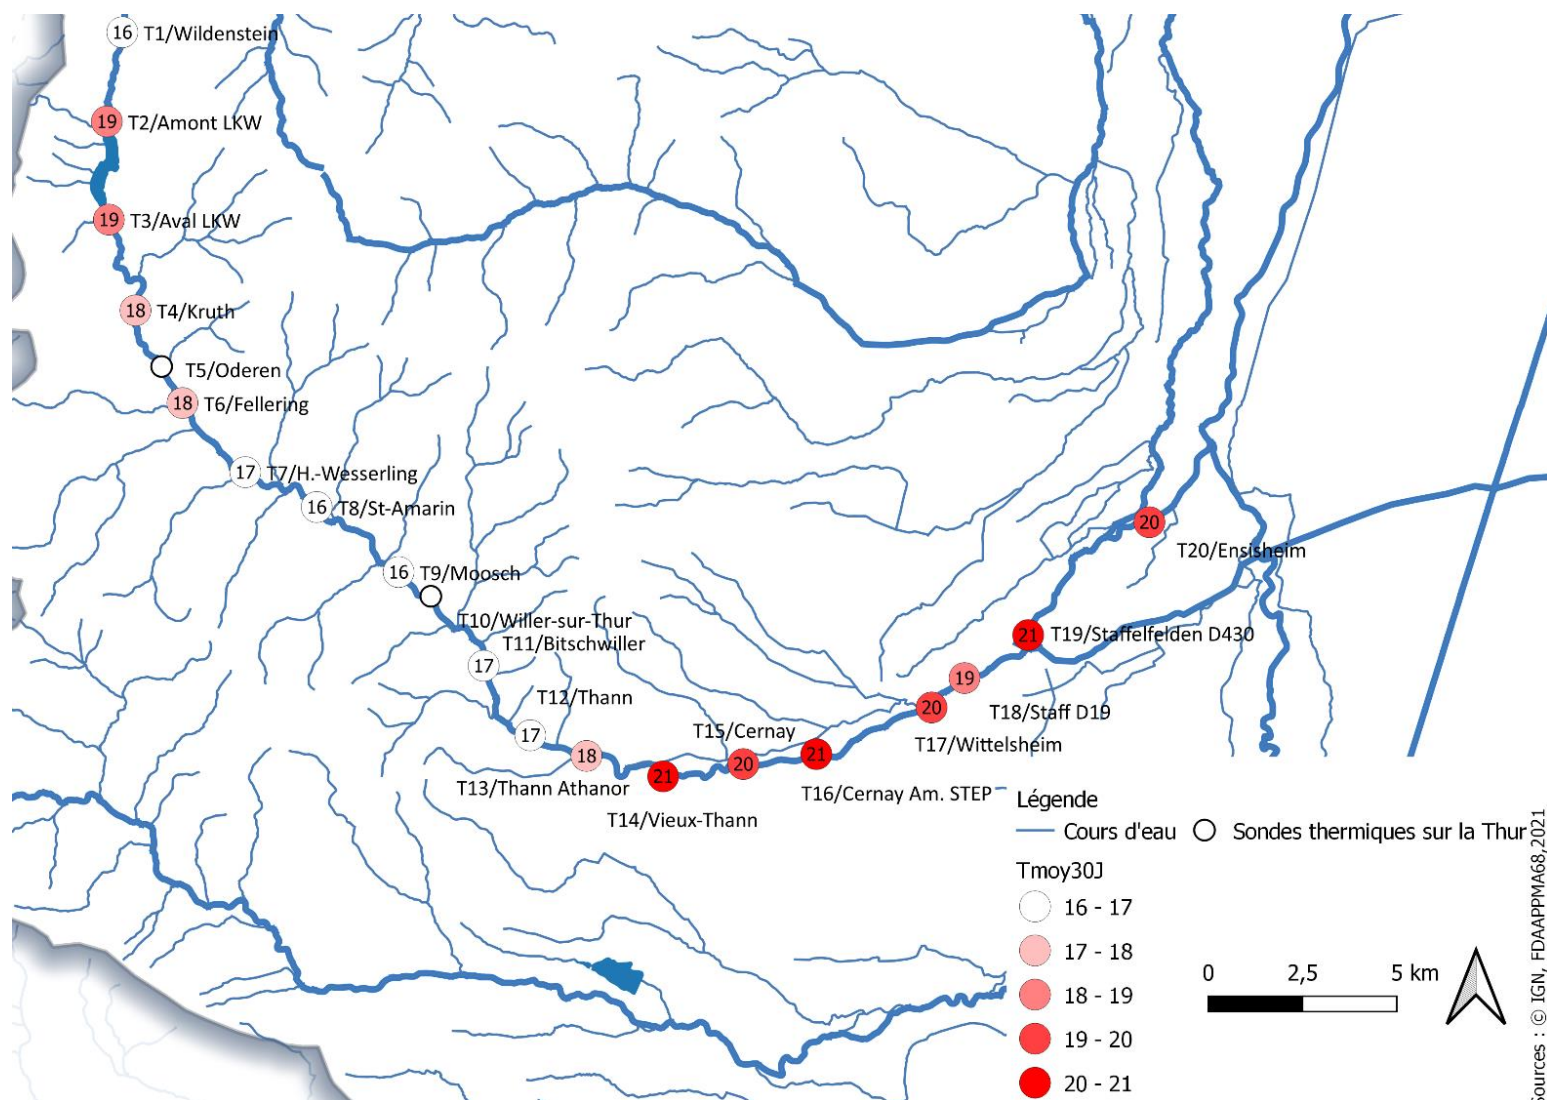 16 T1/Wildenstein
19 T2/Amont LKW
19 T3/Aval LKW
18 T4/Kruth
T5/Oderen
18 T6/Fellering
17 T7/H.-Wesserling
16 T8/St-Amarin
16 T9/Moosch
T10/Willer-sur-Thur
T11/Bitschwiller
17
T12/Thann
17
18
T13/Thann Athanor
21
T14/Vieux-Thann
T15/Cernay
20
21
T16/Cernay Am. STEP
20
T17/Wittelsheim
19
T18/Staff D19
21 T19/Staffelfelden D430
20
T20/Ensisheim
Légende
Cours d'eau
Sondes thermiques sur la Thur
Tmoy30J
16 - 17
17 - 18
18 - 19
19 - 20
20 - 21
0 2,5 5 km
Sources : © IGN, FDAAPPMA68,2021